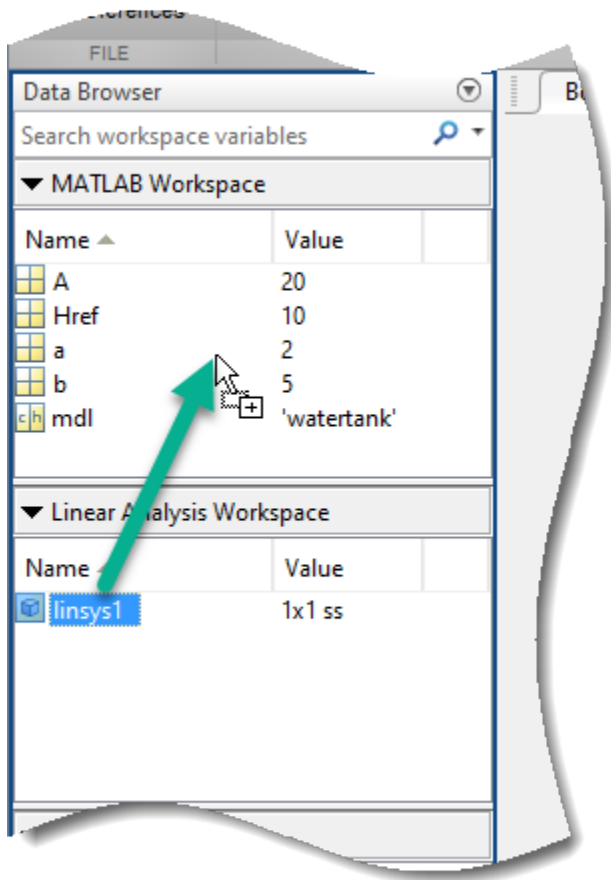 FILE
Data Browser
Search workspace variables
MATLAB Workspace
Name Value
A 20
Href 10
a 2
b 5
c h mdl 'watertank'
Linear Analysis Workspace
Name Value
linsys1 1x1 ss